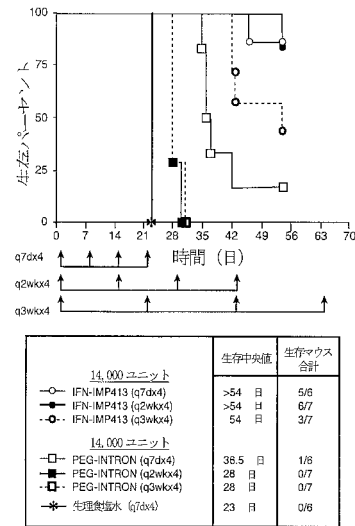 100
75
50
25
0
生存パーセント
0 7 14 21 28 35 42 49 56 63 70
時間（日）
q7dx4
q2wkx4
q3wkx4
生存中央値
生存マウス
合計
14,000 ユニット
IFN-IMP413 (q7dx4) >54 日 5/6
IFN-IMP413 (q2wkx4) >54 日 6/7
IFN-IMP413 (q3wkx4) 54 日 3/7
14,000 ユニット
PEG-INTRON (q7dx4) 36.5 日 1/6
PEG-INTRON (q2wkx4) 28 日 0/7
PEG-INTRON (q3wkx4) 28 日 0/7
生理食塩水 (q7dx4) 23 日 0/6